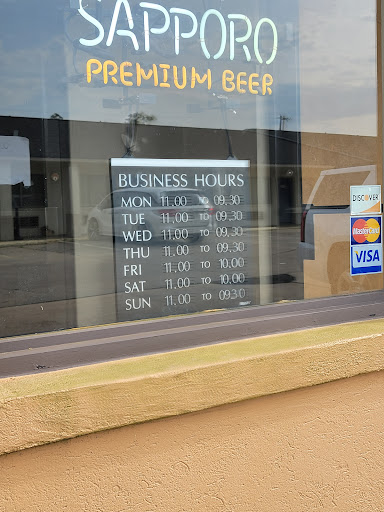 SAPPORO
PREMIUM BEER
BUSINESS HOURS
MON 11.00 TO 09.30
TUE 11.00 TO 09.30
WED 11.00 TO 09.30
THU 11.00 TO 09.30
FRI 11.00 TO 10.00
SAT 11.00 TO 10.00
SUN 11.00 TO 09.30
DISCOVER
MasterCard
VISA